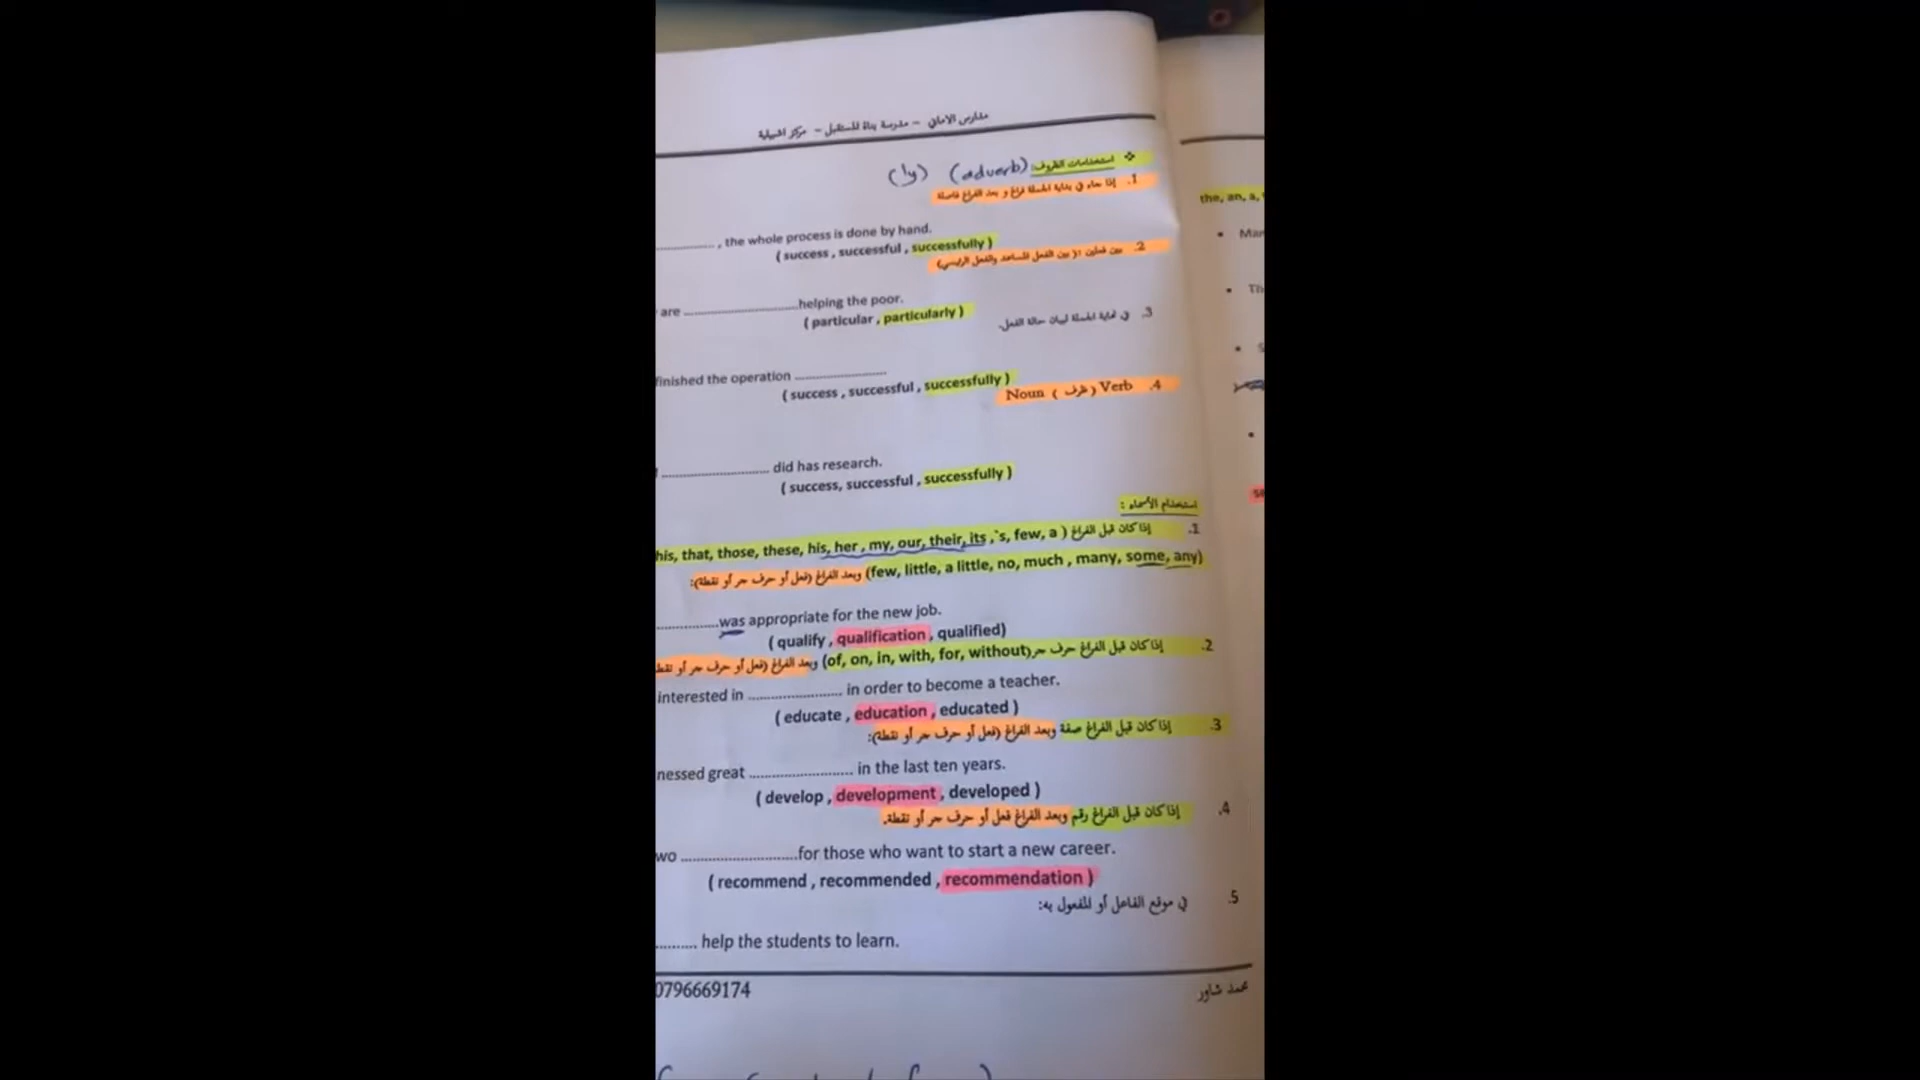 مدارس الاماني – مدرسة بناة المستقبل – مركز اشبيلية
❖ استخدامات الظروف: (adverb) (ly)
1. إذا جاء في بداية الجملة فراغ و بعد الفراغ فاصلة
.............. , the whole process is done by hand.
( success , successful , successfully )
2. بين فعلين :( بين الفعل المساعد والفعل الرئيسي)
are ..............................helping the poor.
( particular , particularly )
3. في نهاية الجملة لبيان حالة الفعل.
finished the operation ........................
( success , successful , successfully )
4. Noun ( ظرف ) Verb
............................ did has research.
( success, successful , successfully )
استخدام الأسماء :
1. إذا كان قبل الفراغ ( his, that, those, these, his, her , my, our, their, its ,`s, few, a
(few, little, a little, no, much , many, some, any) وبعد الفراغ (فعل أو حرف جر أو نقطة):
................was appropriate for the new job.
( qualify , qualification , qualified)
2. إذا كان قبل الفراغ حرف جر (of, on, in, with, for, without) وبعد الفراغ (فعل أو حرف جر أو نقط
interested in ........................ in order to become a teacher.
( educate , education , educated )
3. إذا كان قبل الفراغ صفة وبعد الفراغ (فعل أو حرف جر أو نقطة):
nessed great .......................... in the last ten years.
( develop , development , developed )
4. إذا كان قبل الفراغ رقم وبعد الفراغ فعل أو حرف جر أو نقطة.
wo .............................for those who want to start a new career.
( recommend , recommended , recommendation )
5. في موقع الفاعل أو المفعول به:
.......... help the students to learn.
0796669174
محمد شاور
the, an, a,
• Man
• Th